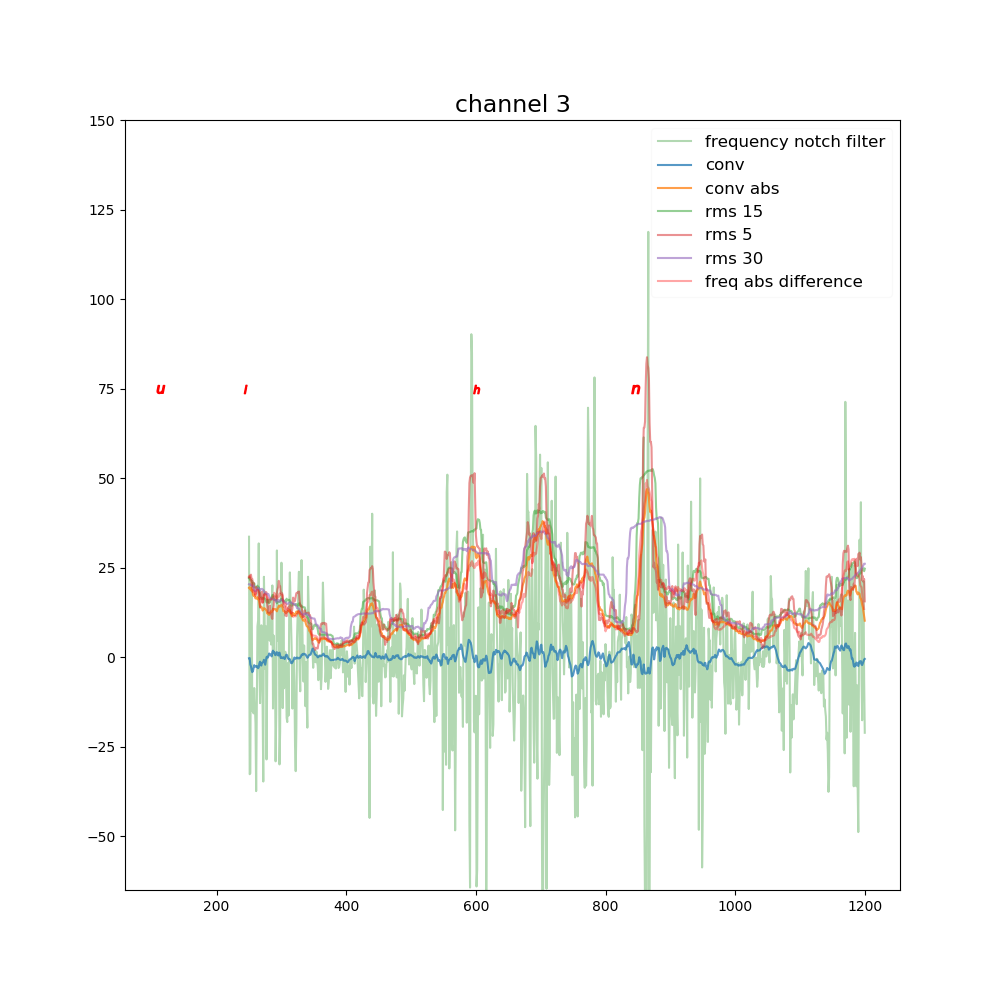 channel 3
150
frequency notch filter
conv
125
conv abs
rms 15
rms 5
rms 30
freq abs difference
100
75
u l h n
50
25
0
−25
−50
200 400 600 800 1000 1200